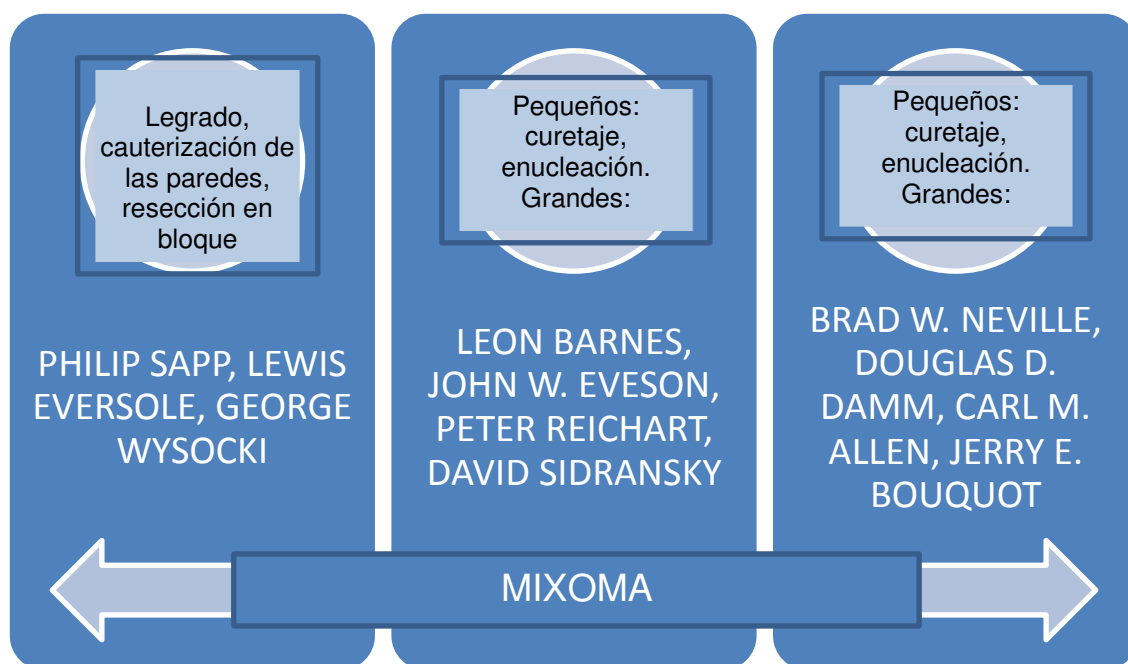 Legrado,
cauterización de
las paredes,
resección en
bloque
PHILIP SAPP, LEWIS
EVERSOLE, GEORGE
WYSOCKI
Pequeños:
curetaje,
enucleación.
Grandes:
LEON BARNES,
JOHN W. EVESON,
PETER REICHART,
DAVID SIDRANSKY
Pequeños:
curetaje,
enucleación.
Grandes:
BRAD W. NEVILLE,
DOUGLAS D.
DAMM, CARL M.
ALLEN, JERRY E.
BOUQUOT
MIXOMA